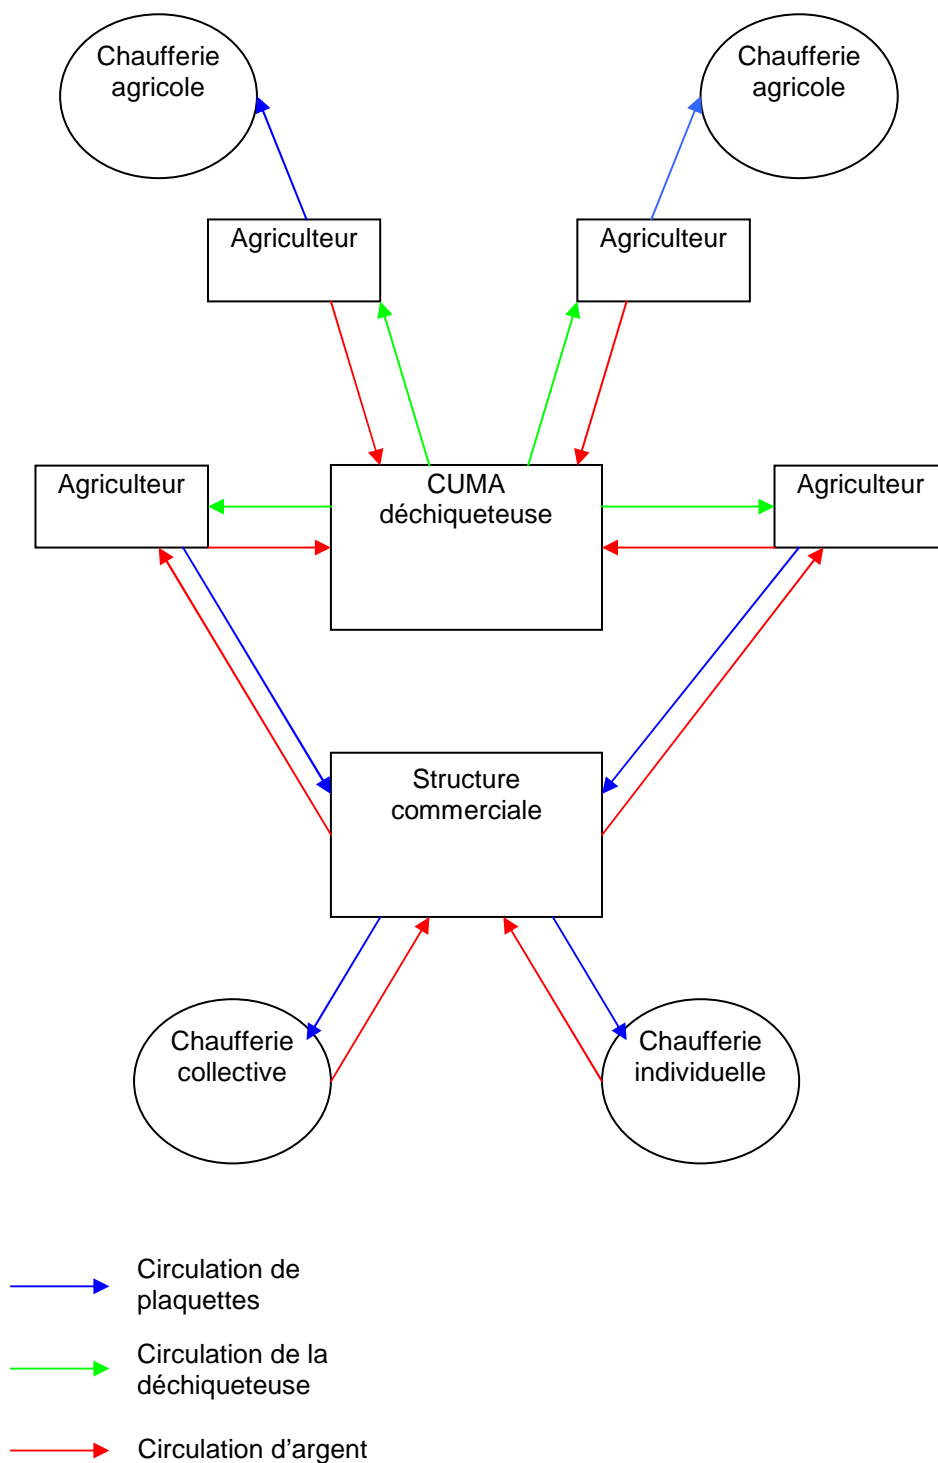 Chaufferie
agricole
Chaufferie
agricole
Agriculteur
Agriculteur
Agriculteur
CUMA
déchiqueteuse
Agriculteur
Structure
commerciale
Chaufferie
collective
Chaufferie
individuelle
Circulation de
plaquettes
Circulation de la
déchiqueteuse
Circulation d'argent